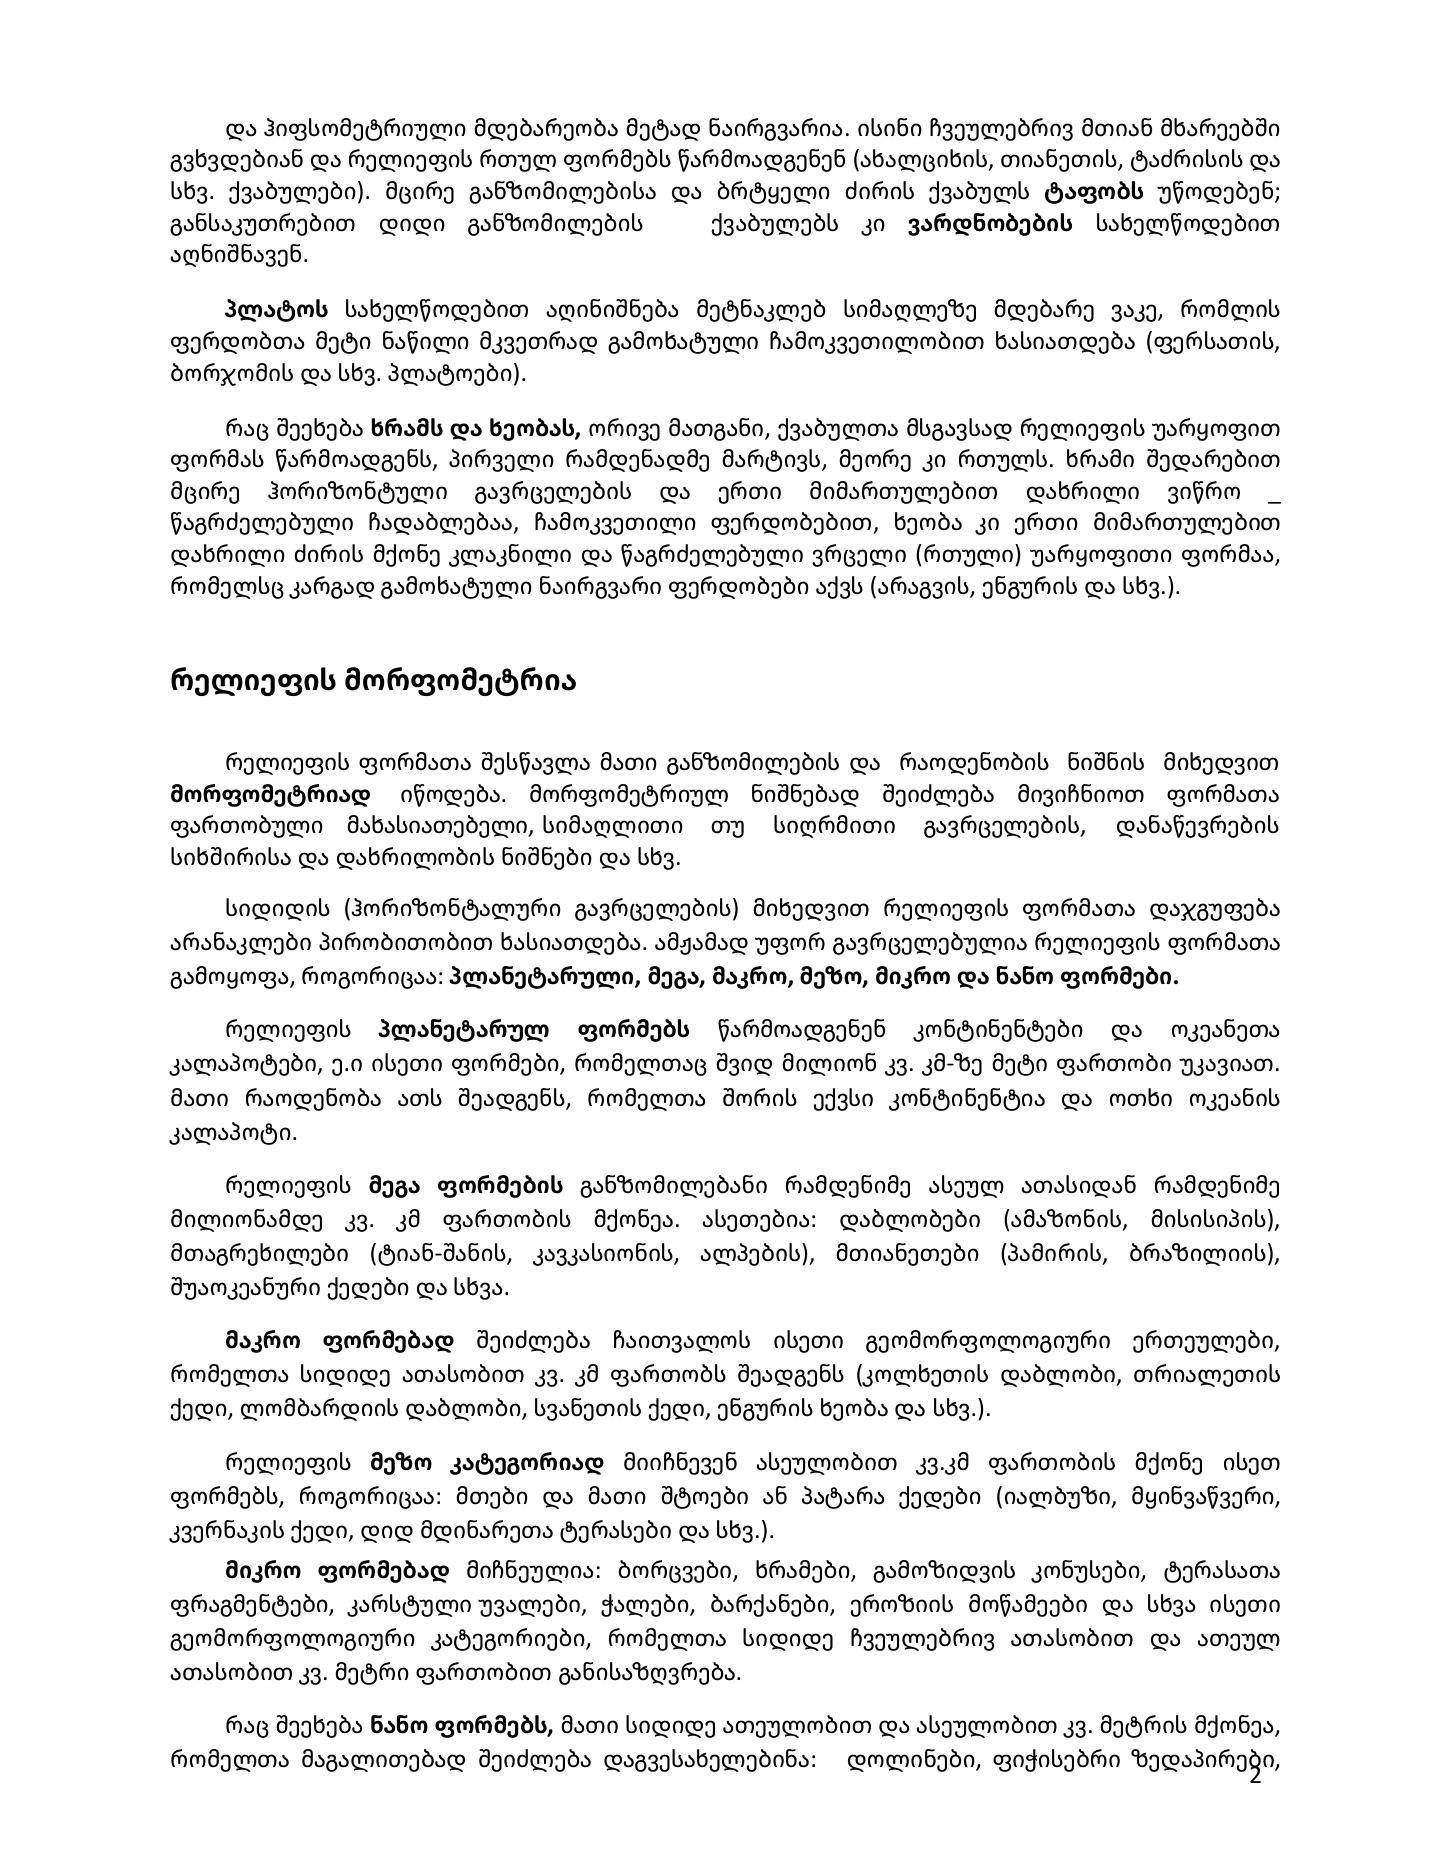 და ჰიფსომეტრიული მდებარეობა მეტად ნაირგვარია. ისინი ჩვეულებრივ მთიან მხარეებში
გვხვდებიან და რელიეფის რთულ ფორმებს წარმოადგენენ (ახალციხის, თიანეთის, ტაძრისის და
სხვ. ქვაბულები). მცირე განზომილებისა და ბრტყელი ძირის ქვაბულს ტაფობს უწოდებენ;
განსაკუთრებით დიდი განზომილების ქვაბულებს კი ვარდნობების სახელწოდებით
აღნიშნავენ.
პლატოს სახელწოდებით აღინიშნება მეტნაკლებ სიმაღლეზე მდებარე ვაკე, რომლის
ფერდობთა მეტი ნაწილი მკვეთრად გამოხატული ჩამოკვეთილობით ხასიათდება (ფერსათის,
ბორჯომის და სხვ. პლატოები).
რაც შეეხება ხრამს და ხეობას, ორივე მათგანი, ქვაბულთა მსგავსად რელიეფის უარყოფით
ფორმას წარმოადგენს, პირველი რამდენადმე მარტივს, მეორე კი რთულს. ხრამი შედარებით
მცირე ჰორიზონტული გავრცელების და ერთი მიმართულებით დახრილი ვიწრო _
წაგრძელებული ჩადაბლებაა, ჩამოკვეთილი ფერდობებით, ხეობა კი ერთი მიმართულებით
დახრილი ძირის მქონე კლაკნილი და წაგრძელებული ვრცელი (რთული) უარყოფითი ფორმაა,
რომელსც კარგად გამოხატული ნაირგვარი ფერდობები აქვს (არაგვის, ენგურის და სხვ.).
რელიეფის მორფომეტრია
რელიეფის ფორმათა შესწავლა მათი განზომილების და რაოდენობის ნიშნის მიხედვით
მორფომეტრიად იწოდება. მორფომეტრიულ ნიშნებად შეიძლება მივიჩნიოთ ფორმათა
ფართობული მახასიათებელი, სიმაღლითი თუ სიღრმითი გავრცელების, დანაწევრების
სიხშირისა და დახრილობის ნიშნები და სხვ.
სიდიდის (ჰორიზონტალური გავრცელების) მიხედვით რელიეფის ფორმათა დაჯგუფება
არანაკლები პირობითობით ხასიათდება. ამჟამად უფორ გავრცელებულია რელიეფის ფორმათა
გამოყოფა, როგორიცაა: პლანეტარული, მეგა, მაკრო, მეზო, მიკრო და ნანო ფორმები.
რელიეფის პლანეტარულ ფორმებს წარმოადგენენ კონტინენტები და ოკეანეთა
კალაპოტები, ე.ი ისეთი ფორმები, რომელთაც შვიდ მილიონ კვ. კმ-ზე მეტი ფართობი უკავიათ.
მათი რაოდენობა ათს შეადგენს, რომელთა შორის ექვსი კონტინენტია და ოთხი ოკეანის
კალაპოტი.
რელიეფის მეგა ფორმების განზომილებანი რამდენიმე ასეულ ათასიდან რამდენიმე
მილიონამდე კვ. კმ ფართობის მქონეა. ასეთებია: დაბლობები (ამაზონის, მისისიპის),
მთაგრეხილები (ტიან-შანის, კავკასიონის, ალპების), მთიანეთები (პამირის, ბრაზილიის),
შუაოკეანური ქედები და სხვა.
მაკრო ფორმებად შეიძლება ჩაითვალოს ისეთი გეომორფოლოგიური ერთეულები,
რომელთა სიდიდე ათასობით კვ. კმ ფართობს შეადგენს (კოლხეთის დაბლობი, თრიალეთის
ქედი, ლომბარდიის დაბლობი, სვანეთის ქედი, ენგურის ხეობა და სხვ.).
რელიეფის მეზო კატეგორიად მიიჩნევენ ასეულობით კვ.კმ ფართობის მქონე ისეთ
ფორმებს, როგორიცაა: მთები და მათი შტოები ან პატარა ქედები (იალბუზი, მყინვაწვერი,
კვერნაკის ქედი, დიდ მდინარეთა ტერასები და სხვ.).
მიკრო ფორმებად მიჩნეულია: ბორცვები, ხრამები, გამოზიდვის კონუსები, ტერასათა
ფრაგმენტები, კარსტული უვალები, ჭალები, ბარქანები, ეროზიის მოწამეები და სხვა ისეთი
გეომორფოლოგიური კატეგორიები, რომელთა სიდიდე ჩვეულებრივ ათასობით და ათეულ
ათასობით კვ. მეტრი ფართობით განისაზღვრება.
რაც შეეხება ნანო ფორმებს, მათი სიდიდე ათეულობით და ასეულობით კვ. მეტრის მქონეა,
რომელთა მაგალითებად შეიძლება დაგვესახელებინა: დოლინები, ფიჭისებრი ზედაპირები,
2